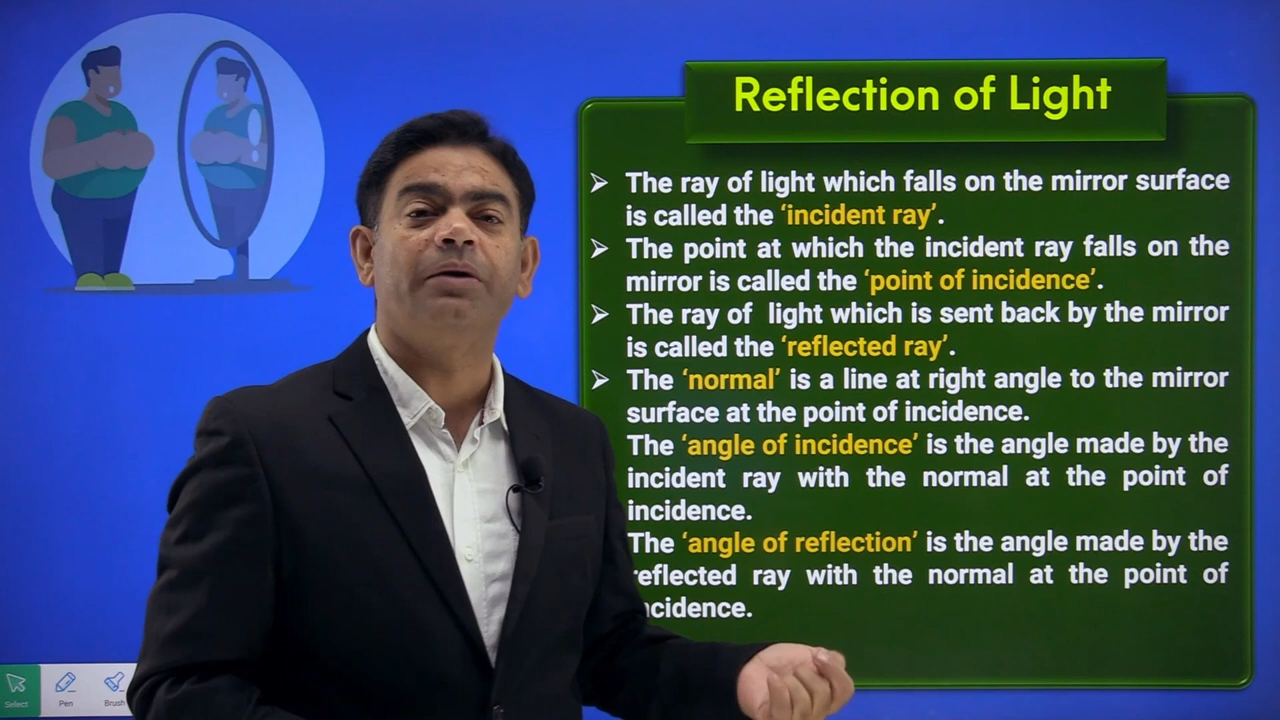 Reflection of Light
➢ The ray of light which falls on the mirror surface
is called the ‘incident ray’.
➢ The point at which the incident ray falls on the
mirror is called the ‘point of incidence’.
➢ The ray of light which is sent back by the mirror
is called the ‘reflected ray’.
➢ The ‘normal’ is a line at right angle to the mirror
surface at the point of incidence.
The ‘angle of incidence’ is the angle made by the
incident ray with the normal at the point of
incidence.
The ‘angle of reflection’ is the angle made by the
reflected ray with the normal at the point of
incidence.
Select
Pen
Brush